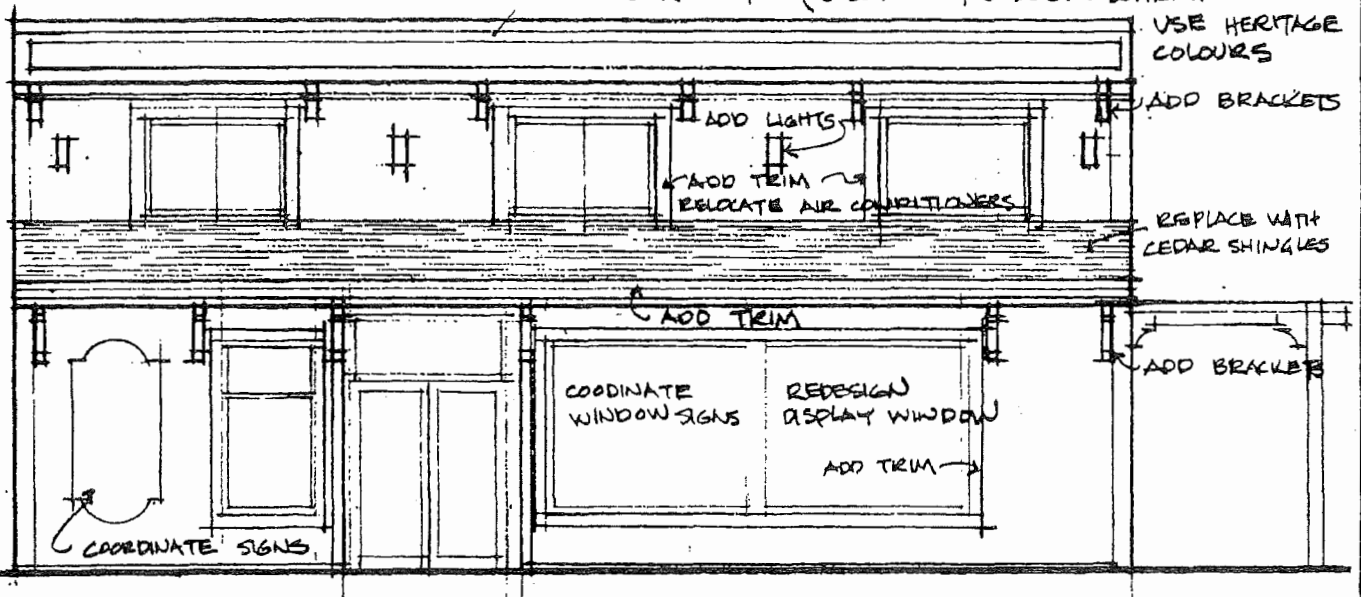 USE HERITAGE
COLOURS
ADD BRACKETS
ADD LIGHTS
ADD TRIM
RELOCATE AIR CONDITIONERS
REPLACE WITH
CEDAR SHINGLES
ADD TRIM
ADD BRACKETS
COODINATE
WINDOW SIGNS
REDESIGN
DISPLAY WINDOW
ADD TRIM
COORDINATE SIGNS